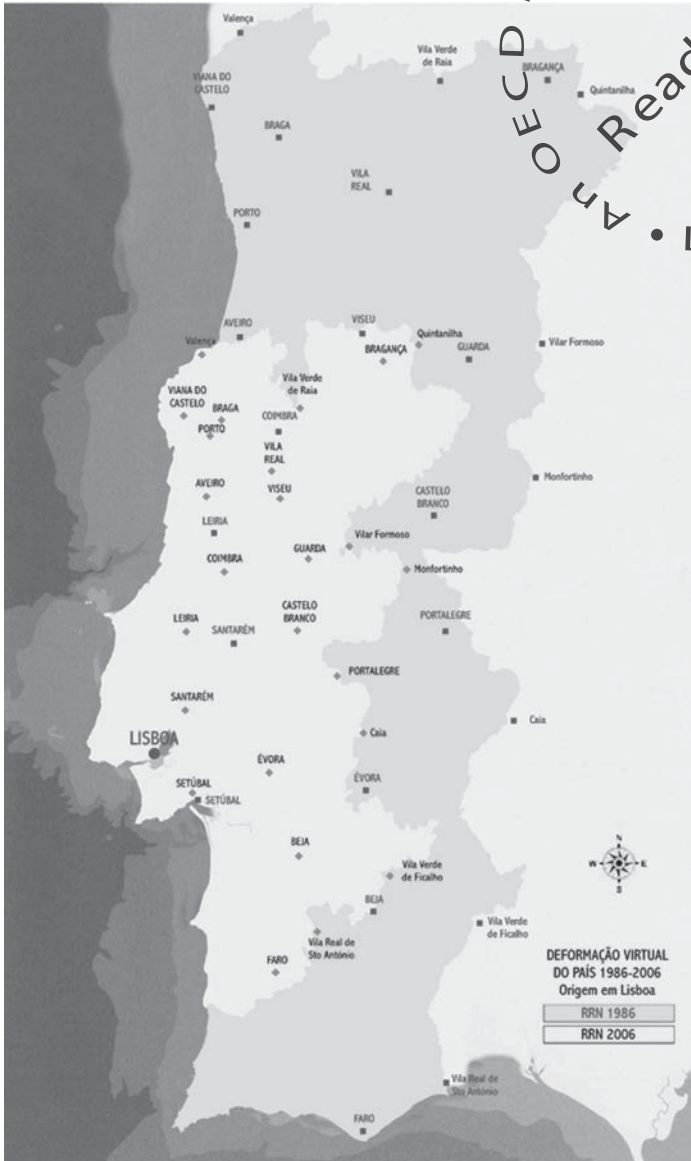 Valença
Vila Verde
de Raia
BRAGANÇA
Quintanilha
VIANA DO
CASTELO
BRAGA
VILA
REAL
PORTO
An OECD
Read
AVEIRO
VISEU
Quintanilha
Vilar Formoso
Valença
BRAGANÇA
GUARDA
Vila Verde
de Raia
VIANA DO
CASTELO
BRAGA
PORTO
COIMBRA
VILA
REAL
Monfortinho
AVEIRO
VISEU
CASTELO
BRANCO
LEIRIA
Vilar Formoso
COIMBRA
GUARDA
Monfortinho
LEIRIA
CASTELO
BRANCO
SANTARÉM
PORTALEGRE
PORTALEGRE
SANTARÉM
Caia
LISBOA
Caia
ÉVORA
ÉVORA
SETÚBAL
SETÚBAL
BEJA
Vila Verde
de Ficalho
N
W E
S
BEJA
Vila Verde
de Ficalho
Vila Real de
Sto António
FARO
DEFORMAÇÃO VIRTUAL
DO PAÍS 1986-2006
Origem em Lisboa
RRN 1986
RRN 2006
Vila Real de
Sto António
FARO